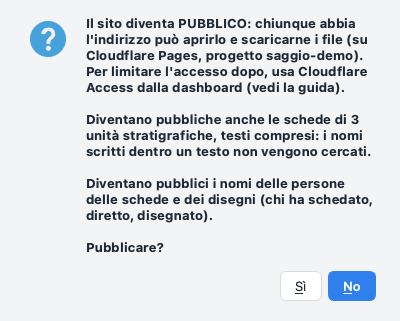 Il sito diventa PUBBLICO: chiunque abbia
l'indirizzo può aprirlo e scaricarne i file (su
Cloudflare Pages, progetto saggio-demo).
Per limitare l'accesso dopo, usa Cloudflare
Access dalla dashboard (vedi la guida).

Diventano pubbliche anche le schede di 3
unità stratigrafiche, testi compresi: i nomi
scritti dentro un testo non vengono cercati.

Diventano pubblici i nomi delle persone
delle schede e dei disegni (chi ha schedato,
diretto, disegnato).

Pubblicare?
Sì
No